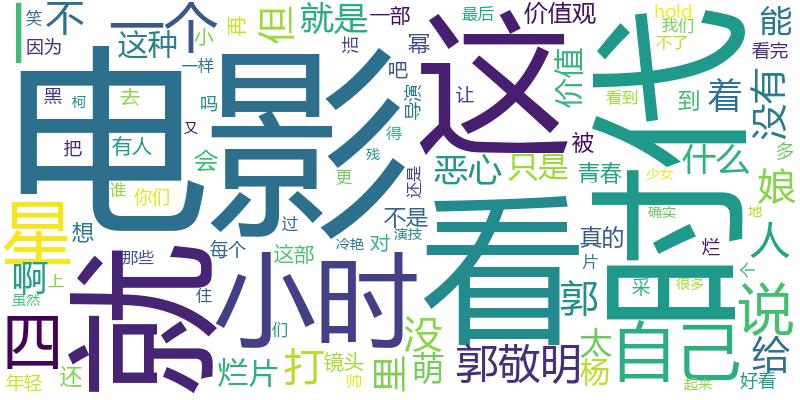 笑 不 一个 但 再 就是 一部 最后 价值观 hold 能
因为 这种 小 洁 幂 我们 不了 看完
一样 电影 这 时代 价值 着 没有
黑 柯 去 吗 吧 导演 让 看到 到
把 有人 又 得 被 什么 多
谁 你们 会 残 更 还是 恶心 只是 青春 少女 娘
星 想 过 不是 看 确实 地
那些 每个 这部 冷艳 对 演技 真的 烂 人
啊 就 小时 片 个
虽然 上 住 郭 采 很多 说
四 们 没 自己
年轻 还 烂片 打 镜头 帅 里 萌 郭敬明 大 杨 起来 好看 给